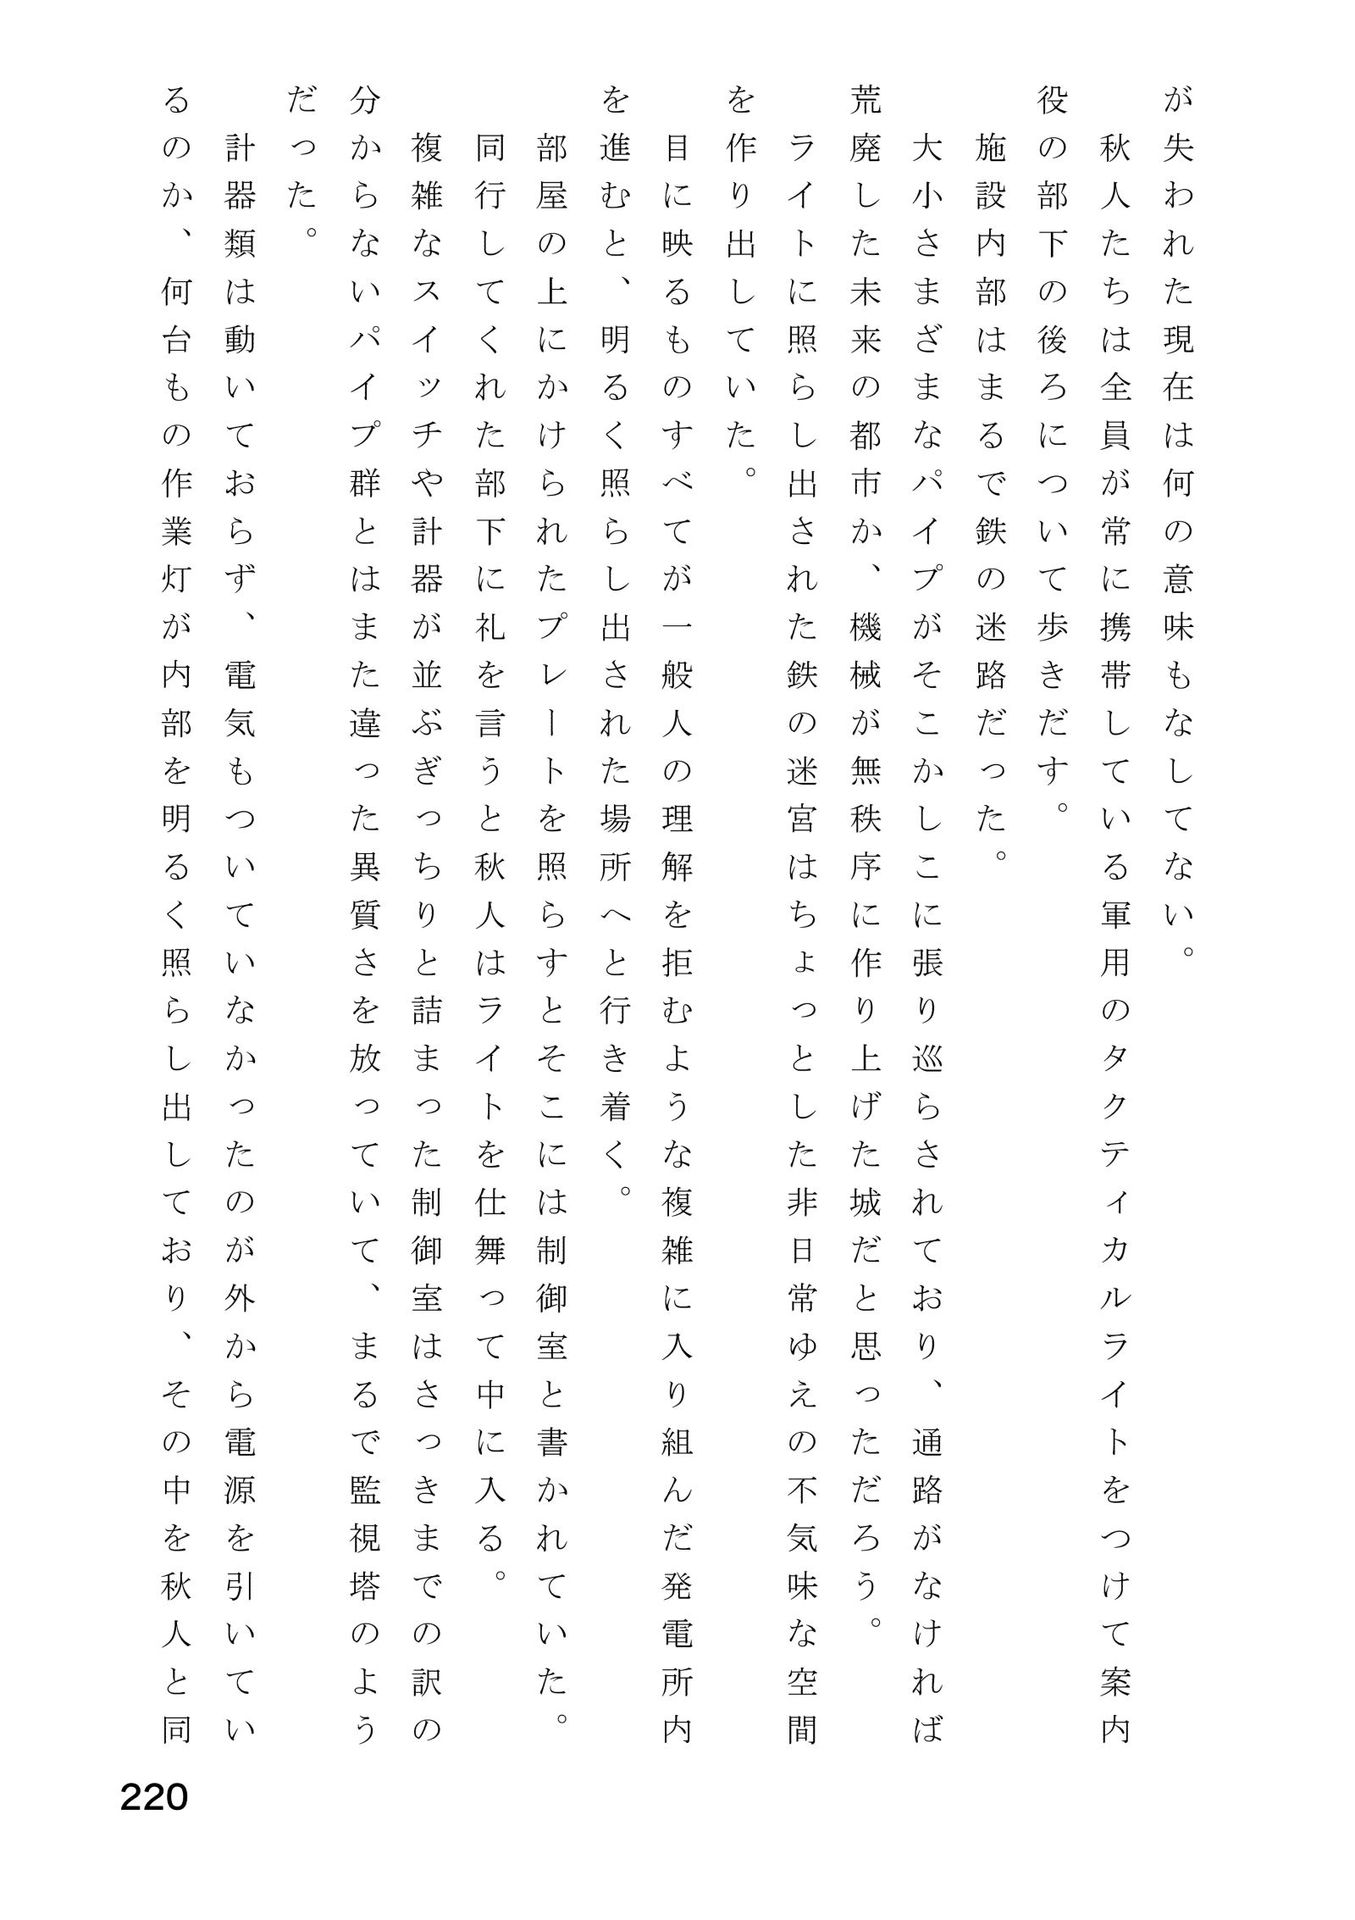 が失われた現在は何の意味もなしてない。
　秋人たちは全員が常に携帯している軍用のタクティカルライトをつけて案内
役の部下の後ろについて歩きだす。
　施設内部はまるで鉄の迷路だった。
　大小さまざまなパイプがそこかしこに張り巡らされており、通路がなければ
荒廃した未来の都市か、機械が無秩序に作り上げた城だと思っただろう。
　ライトに照らし出された鉄の迷宮はちょっとした非日常ゆえの不気味な空間
を作り出していた。
　目に映るものすべてが一般人の理解を拒むような複雑に入り組んだ発電所内
を進むと、明るく照らし出された場所へと行き着く。
　部屋の上にかけられたプレートを照らすとそこには制御室と書かれていた。
　同行してくれた部下に礼を言うと秋人はライトを仕舞って中に入る。
　複雑なスイッチや計器が並ぶぎっちりと詰まった制御室はさっきまでの訳の
分からないパイプ群とはまた違った異質さを放っていて、まるで監視塔のよう
だった。
　計器類は動いておらず、電気もついていなかったのが外から電源を引いてい
るのか、何台もの作業灯が内部を明るく照らし出しており、その中を秋人と同
220